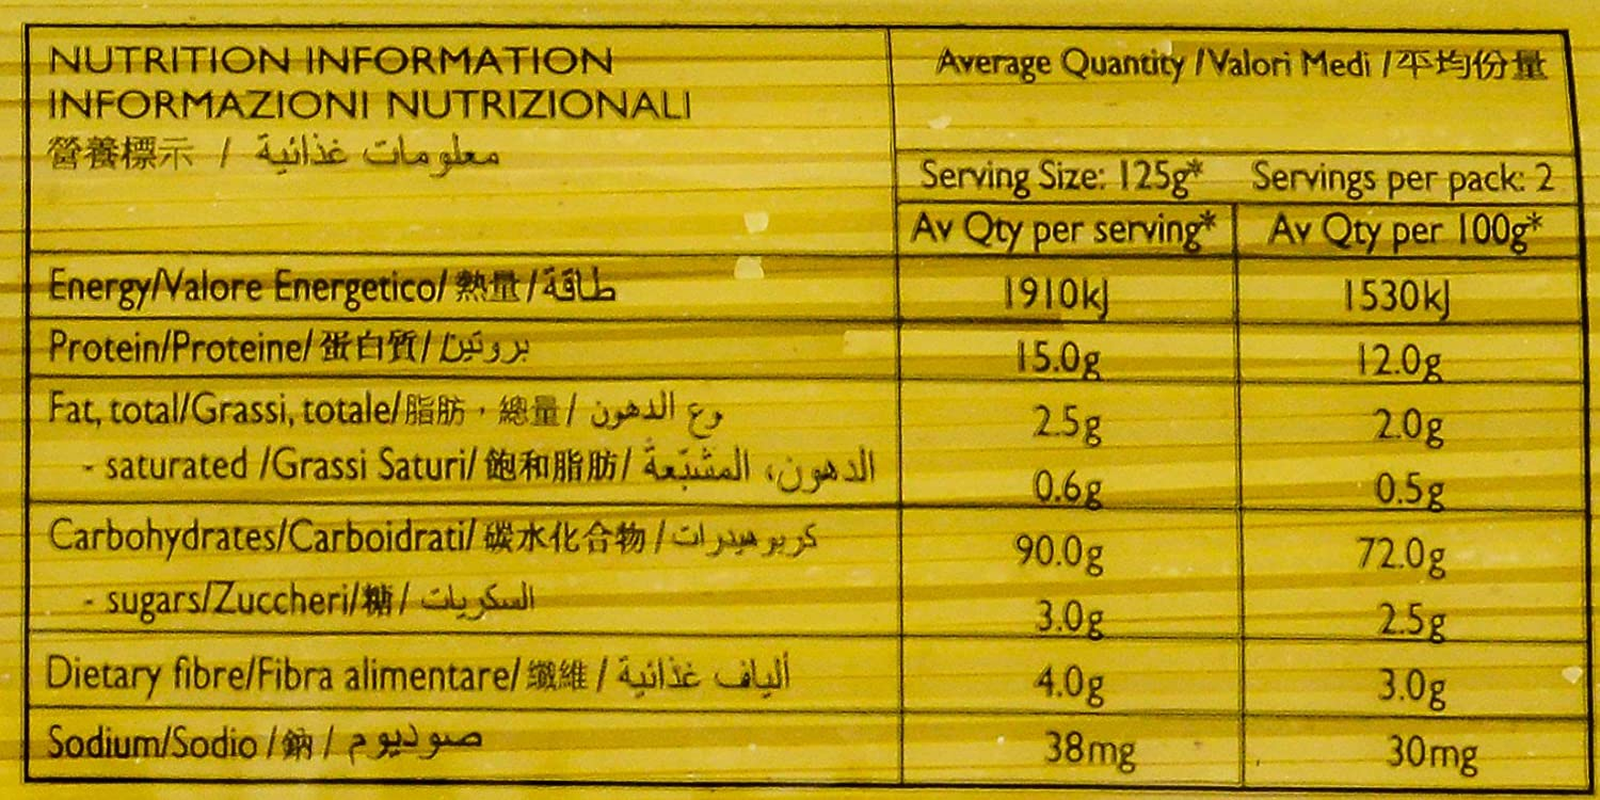 NUTRITION INFORMATION
INFORMAZIONI NUTRIZIONALI
營養標示 / معلومات غذائية
Average Quantity / Valori Medi / 平均份量
Serving Size: 125g* Servings per pack: 2
Av Qty per serving* Av Qty per 100g*
Energy/Valore Energetico/ 熱量 / طاقة 1910kJ 1530kJ
Protein/Proteine/ 蛋白質 / بروتين 15.0g 12.0g
Fat, total/Grassi, totale/ 脂肪，總量 / وع الدهون 2.5g 2.0g
- saturated /Grassi Saturi/ 飽和脂肪/ الدهون، المشبّعة 0.6g 0.5g
Carbohydrates/Carboidrati/ 碳水化合物 / كربوهيدرات 90.0g 72.0g
- sugars/Zuccheri/糖 / السكريات 3.0g 2.5g
Dietary fibre/Fibra alimentare/ 纖維 / ألياف غذائية 4.0g 3.0g
Sodium/Sodio / 鈉 / صوديوم 38mg 30mg